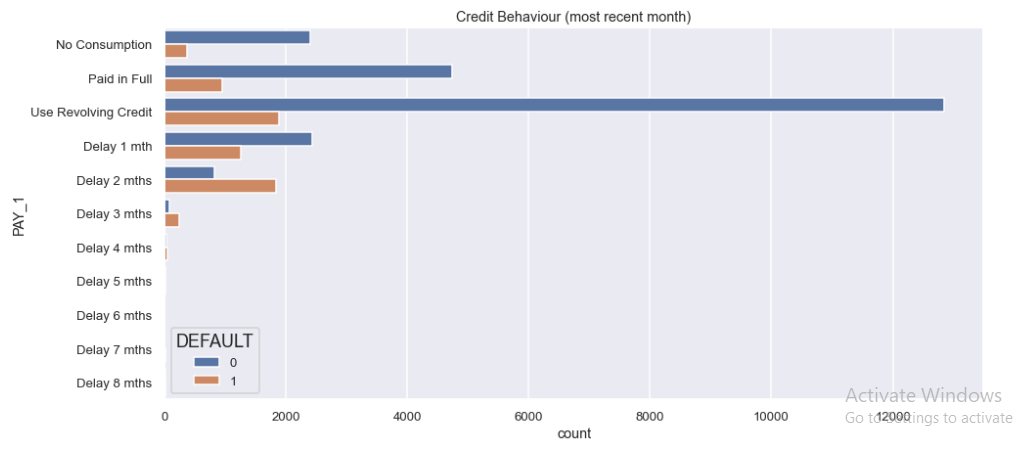 Credit Behaviour (most recent month)
No Consumption
Paid in Full
Use Revolving Credit
Delay 1 mth
Delay 2 mths
Delay 3 mths
Delay 4 mths
Delay 5 mths
Delay 6 mths
Delay 7 mths
Delay 8 mths
PAY_1
DEFAULT
0
1
0 2000 4000 6000 8000 10000 12000
count
Activate Windows
Go to Settings to activate